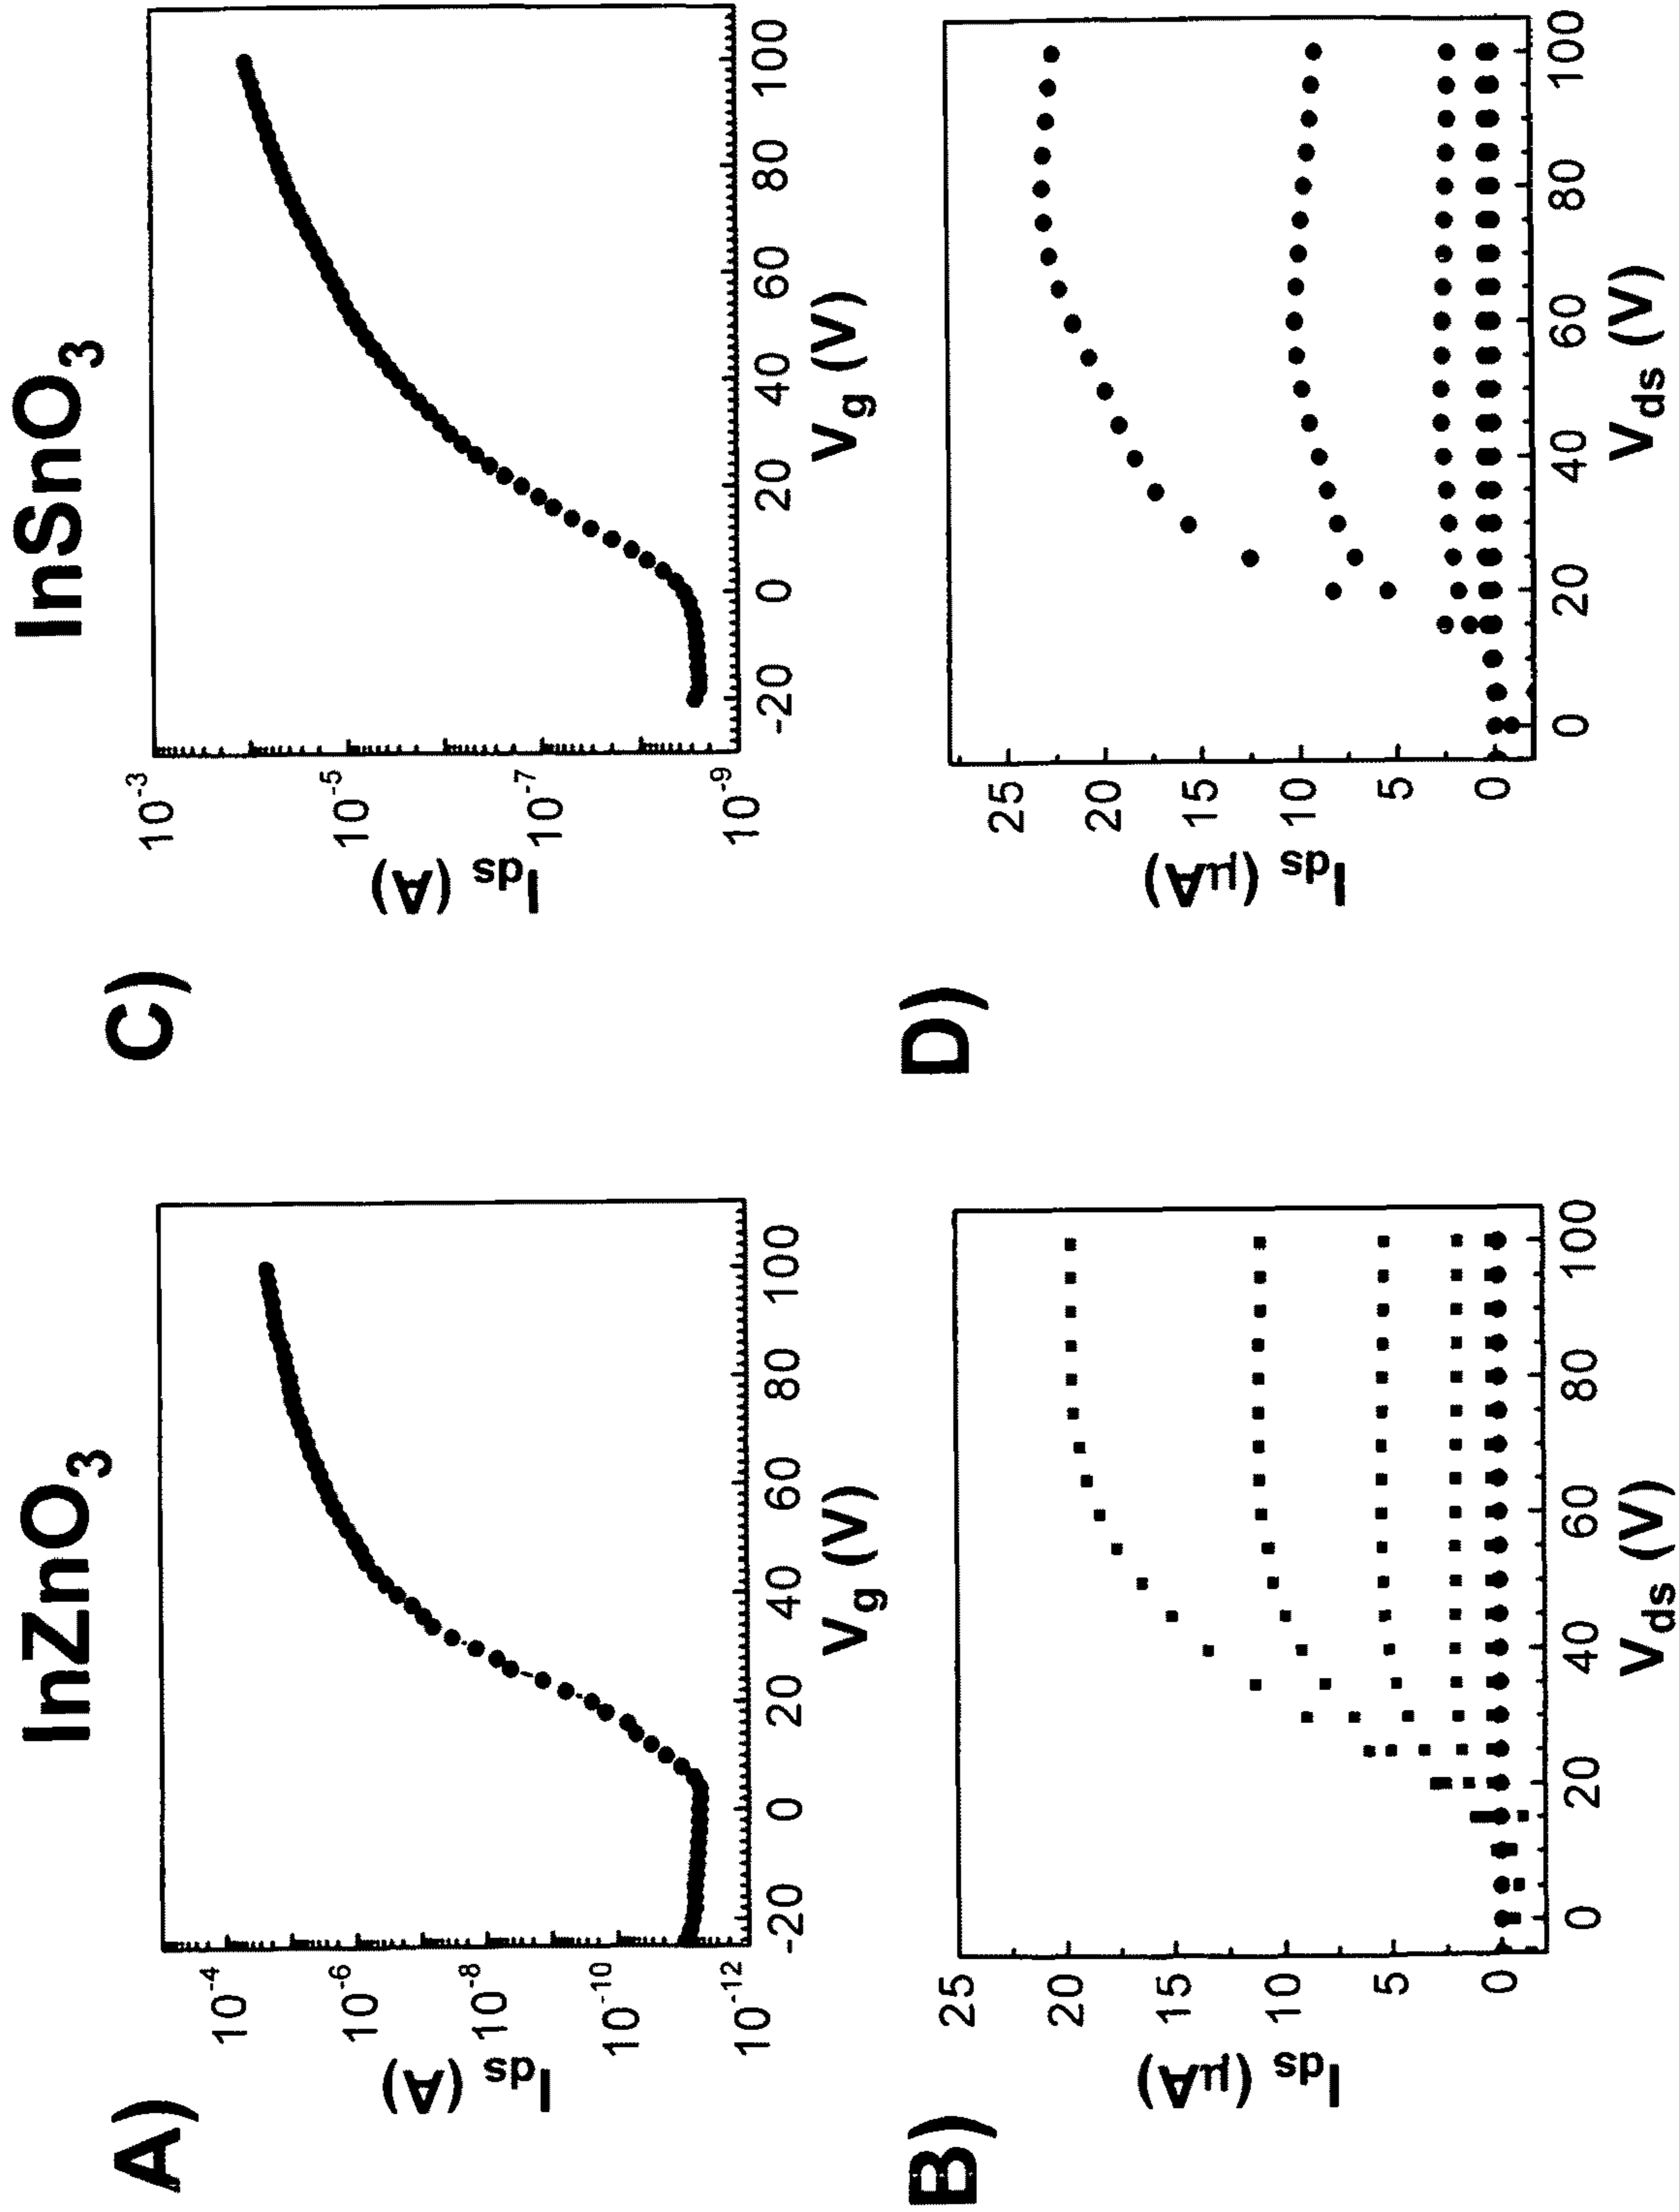 InZnO3
A)
10-4
10-6
10-8
10-10
10-12
Ids (A)
-20 0 20 40 60 80 100
Vg (V)
B)
25
20
15
10
5
0
Ids (μA)
0 20 40 60 80 100
Vds (V)
InSnO3
C)
10-3
10-5
10-7
10-9
Ids (A)
-20 0 20 40 60 80 100
Vg (V)
D)
25
20
15
10
5
0
Ids (μA)
0 20 40 60 80 100
Vds (V)